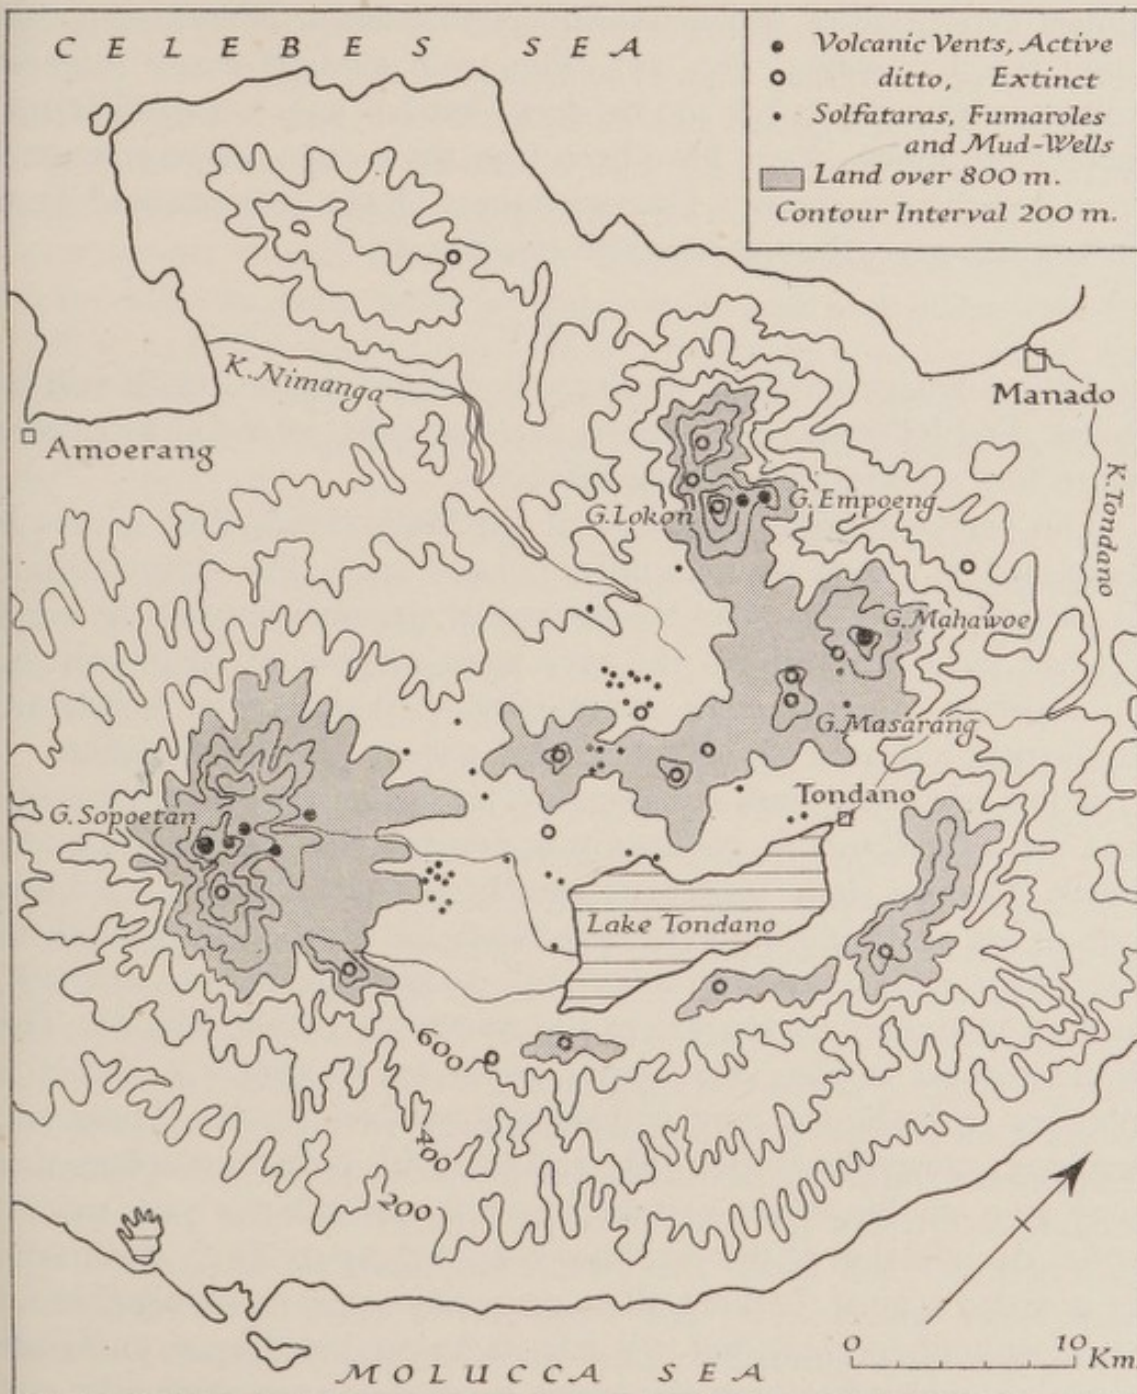 CELEBES SEA
Volcanic Vents, Active
ditto, Extinct
Solfataras, Fumaroles
and Mud-Wells
Land over 800 m.
Contour Interval 200 m.
K. Nimanga
Manado
Amoerang
K. Tondano
G. Lokon
G. Empoeng
G. Mahawoe
G. Masarang
Tondano
G. Sopoetan
Lake Tondano
600
400
200
0 10 Km
MOLUCCA SEA